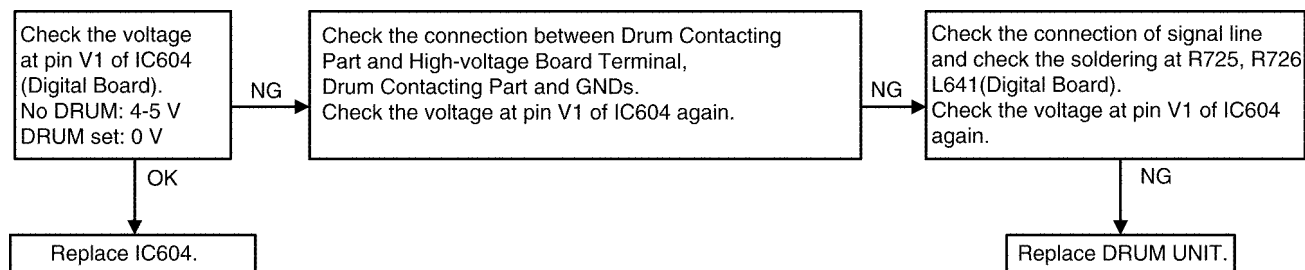 Check the voltage
at pin V1 of IC604
(Digital Board).
No DRUM: 4-5 V
DRUM set: 0 V
NG
Check the connection between Drum Contacting
Part and High-voltage Board Terminal,
Drum Contacting Part and GNDs.
Check the voltage at pin V1 of IC604 again.
NG
Check the connection of signal line
and check the soldering at R725, R726
L641(Digital Board).
Check the voltage at pin V1 of IC604
again.
OK
NG
Replace IC604.
Replace DRUM UNIT.